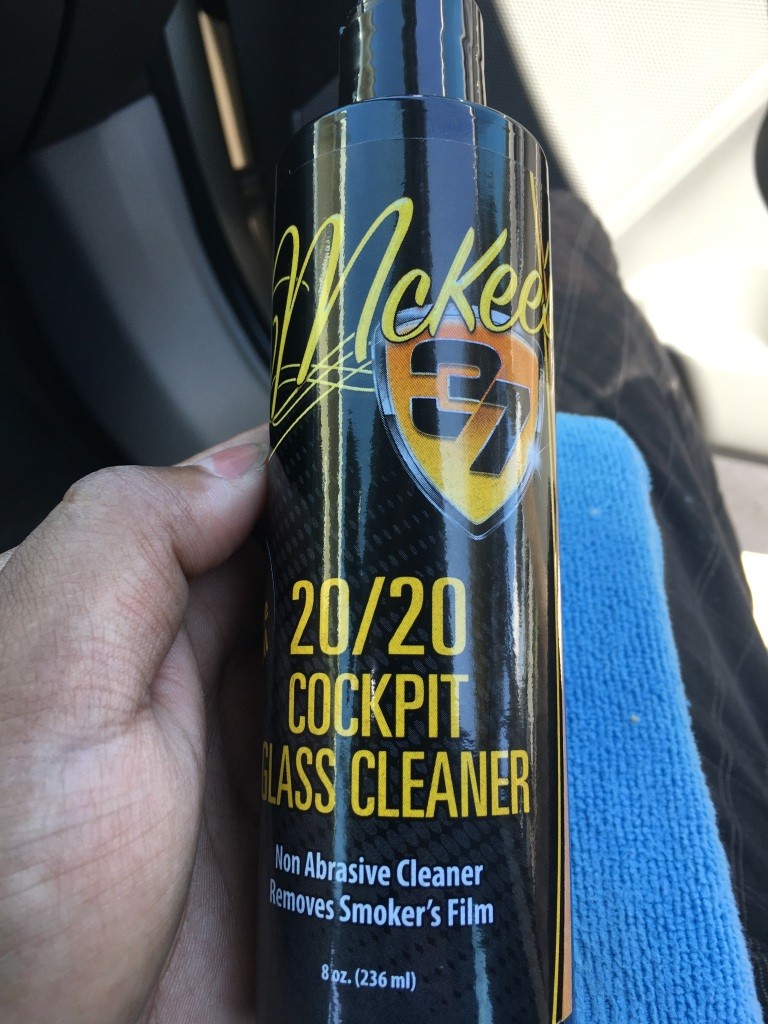 McKee's
37
20/20
COCKPIT
GLASS CLEANER
Non Abrasive Cleaner
Removes Smoker's Film
8 oz. (236 ml)